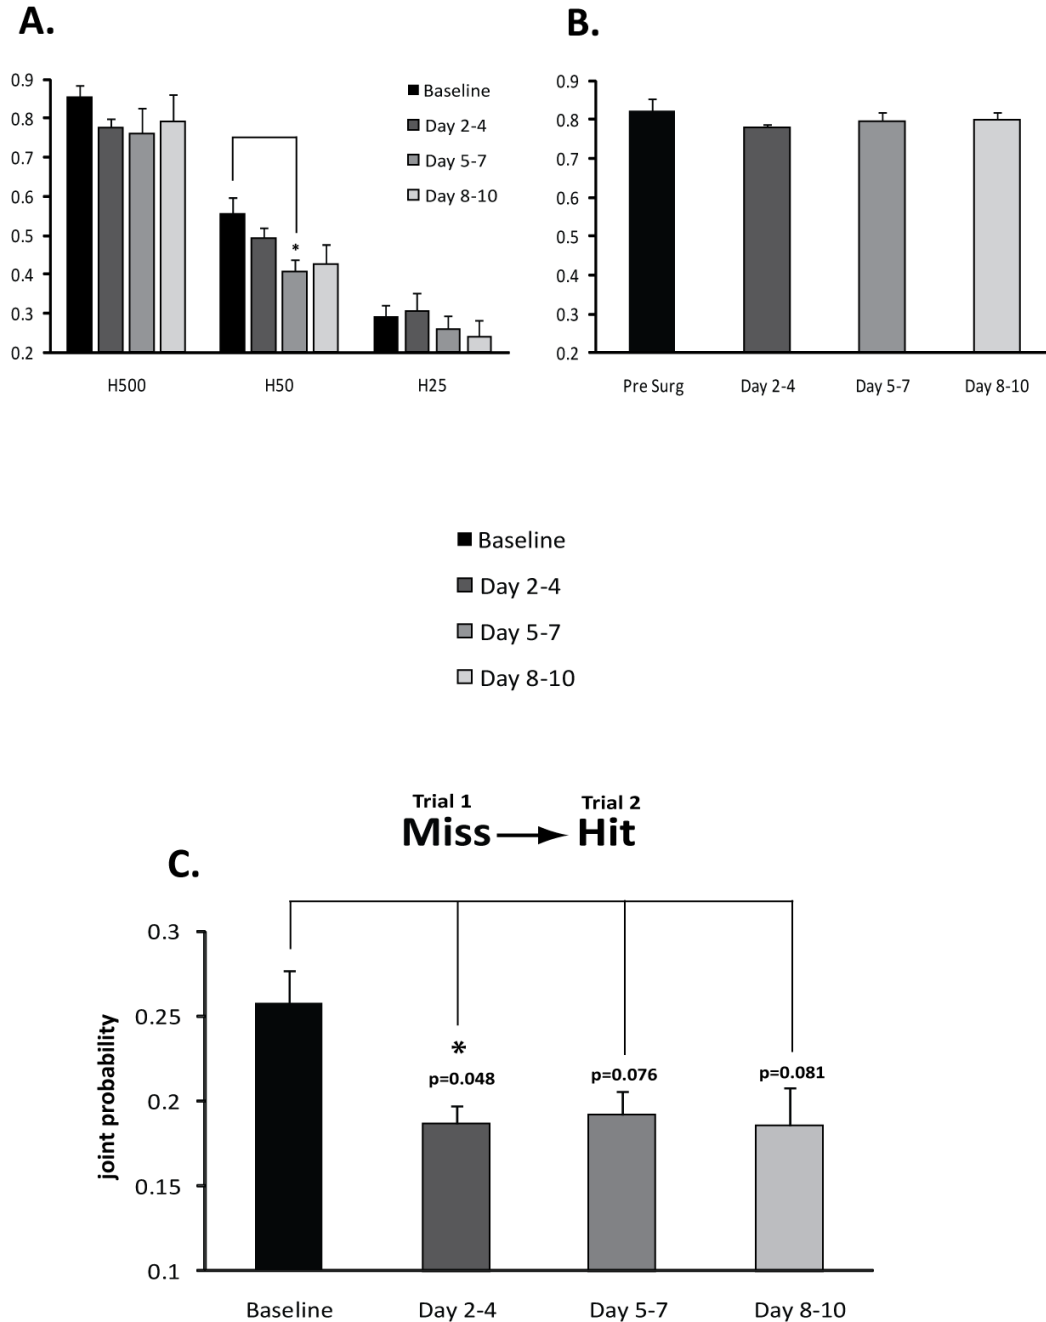 A.
0.9
0.8
0.7
0.6
0.5
0.4
0.3
0.2
Baseline
Day 2-4
Day 5-7
Day 8-10
*
H500 H50 H25
B.
0.9
0.8
0.7
0.6
0.5
0.4
0.3
0.2
Pre Surg Day 2-4 Day 5-7 Day 8-10
Baseline
Day 2-4
Day 5-7
Day 8-10
Trial 1 Trial 2
Miss Hit
C.
joint probability
0.3
0.25
0.2
0.15
0.1
*
p=0.048 p=0.076 p=0.081
Baseline Day 2-4 Day 5-7 Day 8-10